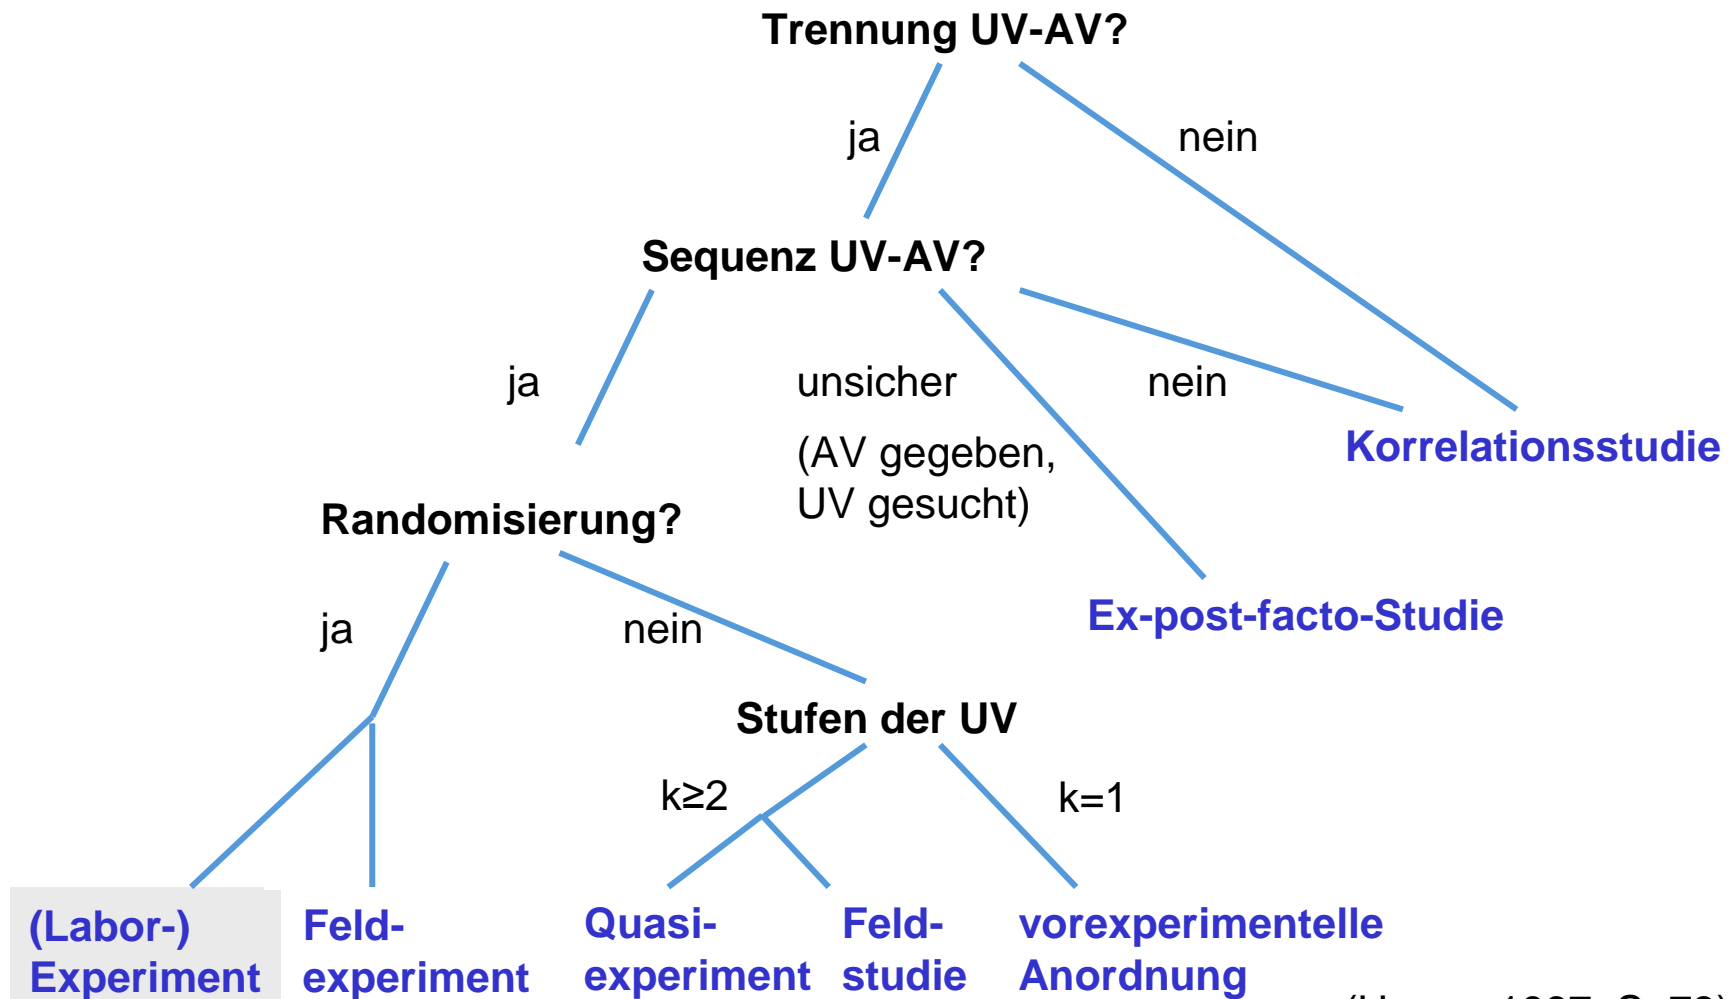 Trennung UV-AV?
ja
nein
Sequenz UV-AV?
ja
unsicher
nein
(AV gegeben,
UV gesucht)
Korrelationsstudie
Randomisierung?
Ex-post-facto-Studie
ja
nein
Stufen der UV
k≥2
k=1
(Labor-)
Experiment
Feld-
experiment
Quasi-
experiment
Feld-
studie
vorexperimentelle
Anordnung